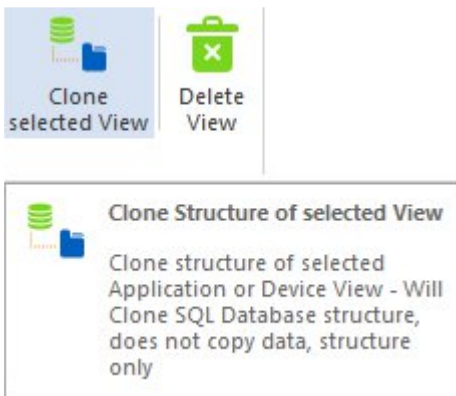 Clone
selected View
Delete
View
Clone Structure of selected View
Clone structure of selected
Application or Device View - Will
Clone SQL Database structure,
does not copy data, structure
only